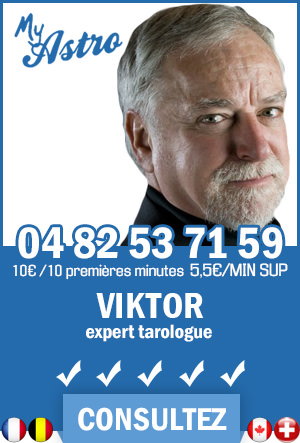 My
Astro
04 82 53 71 59
10€ /10 premières minutes 5,5€/MIN SUP
VIKTOR
expert tarologue
CONSULTEZ